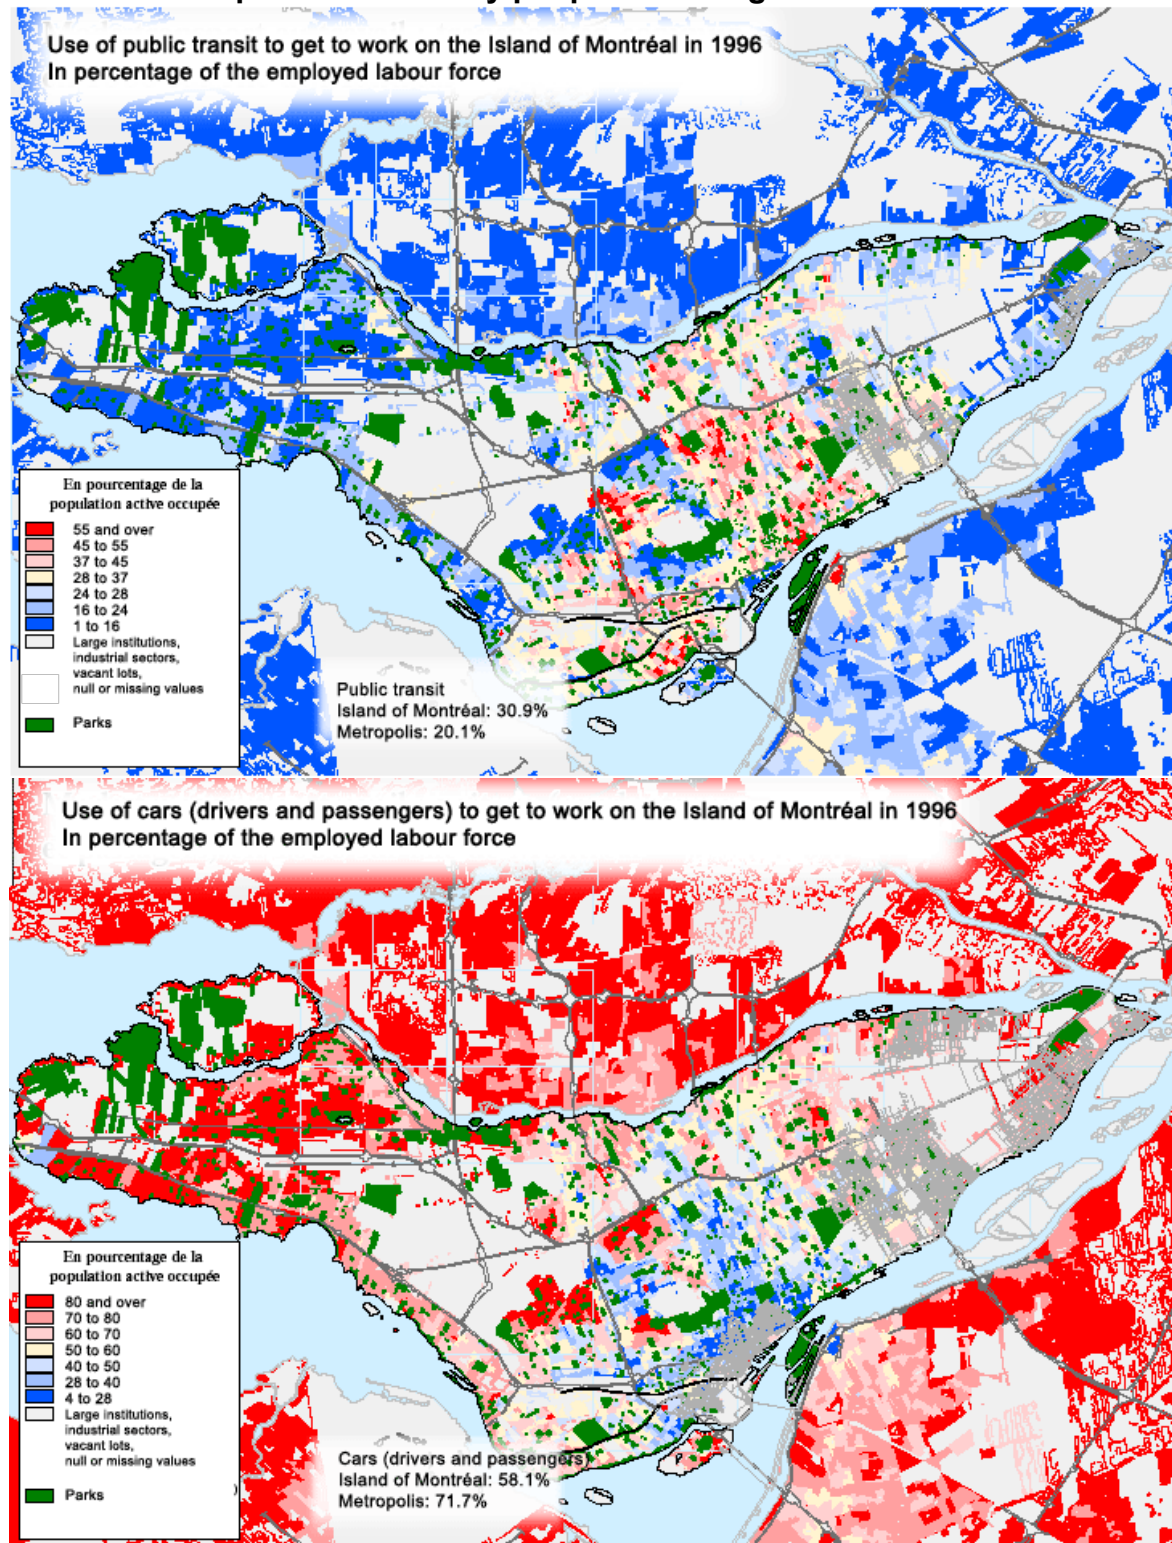 Use of public transit to get to work on the Island of Montréal in 1996
In percentage of the employed labour force
En pourcentage de la
population active occupée
55 and over
45 to 55
37 to 45
28 to 37
24 to 28
16 to 24
1 to 16
Large institutions,
industrial sectors,
vacant lots,
null or missing values
Parks
Public transit
Island of Montréal: 30.9%
Metropolis: 20.1%
Use of cars (drivers and passengers) to get to work on the Island of Montréal in 1996
In percentage of the employed labour force
En pourcentage de la
population active occupée
80 and over
70 to 80
60 to 70
50 to 60
40 to 50
28 to 40
4 to 28
Large institutions,
industrial sectors,
vacant lots,
null or missing values
Parks
Cars (drivers and passengers)
Island of Montréal: 58.1%
Metropolis: 71.7%